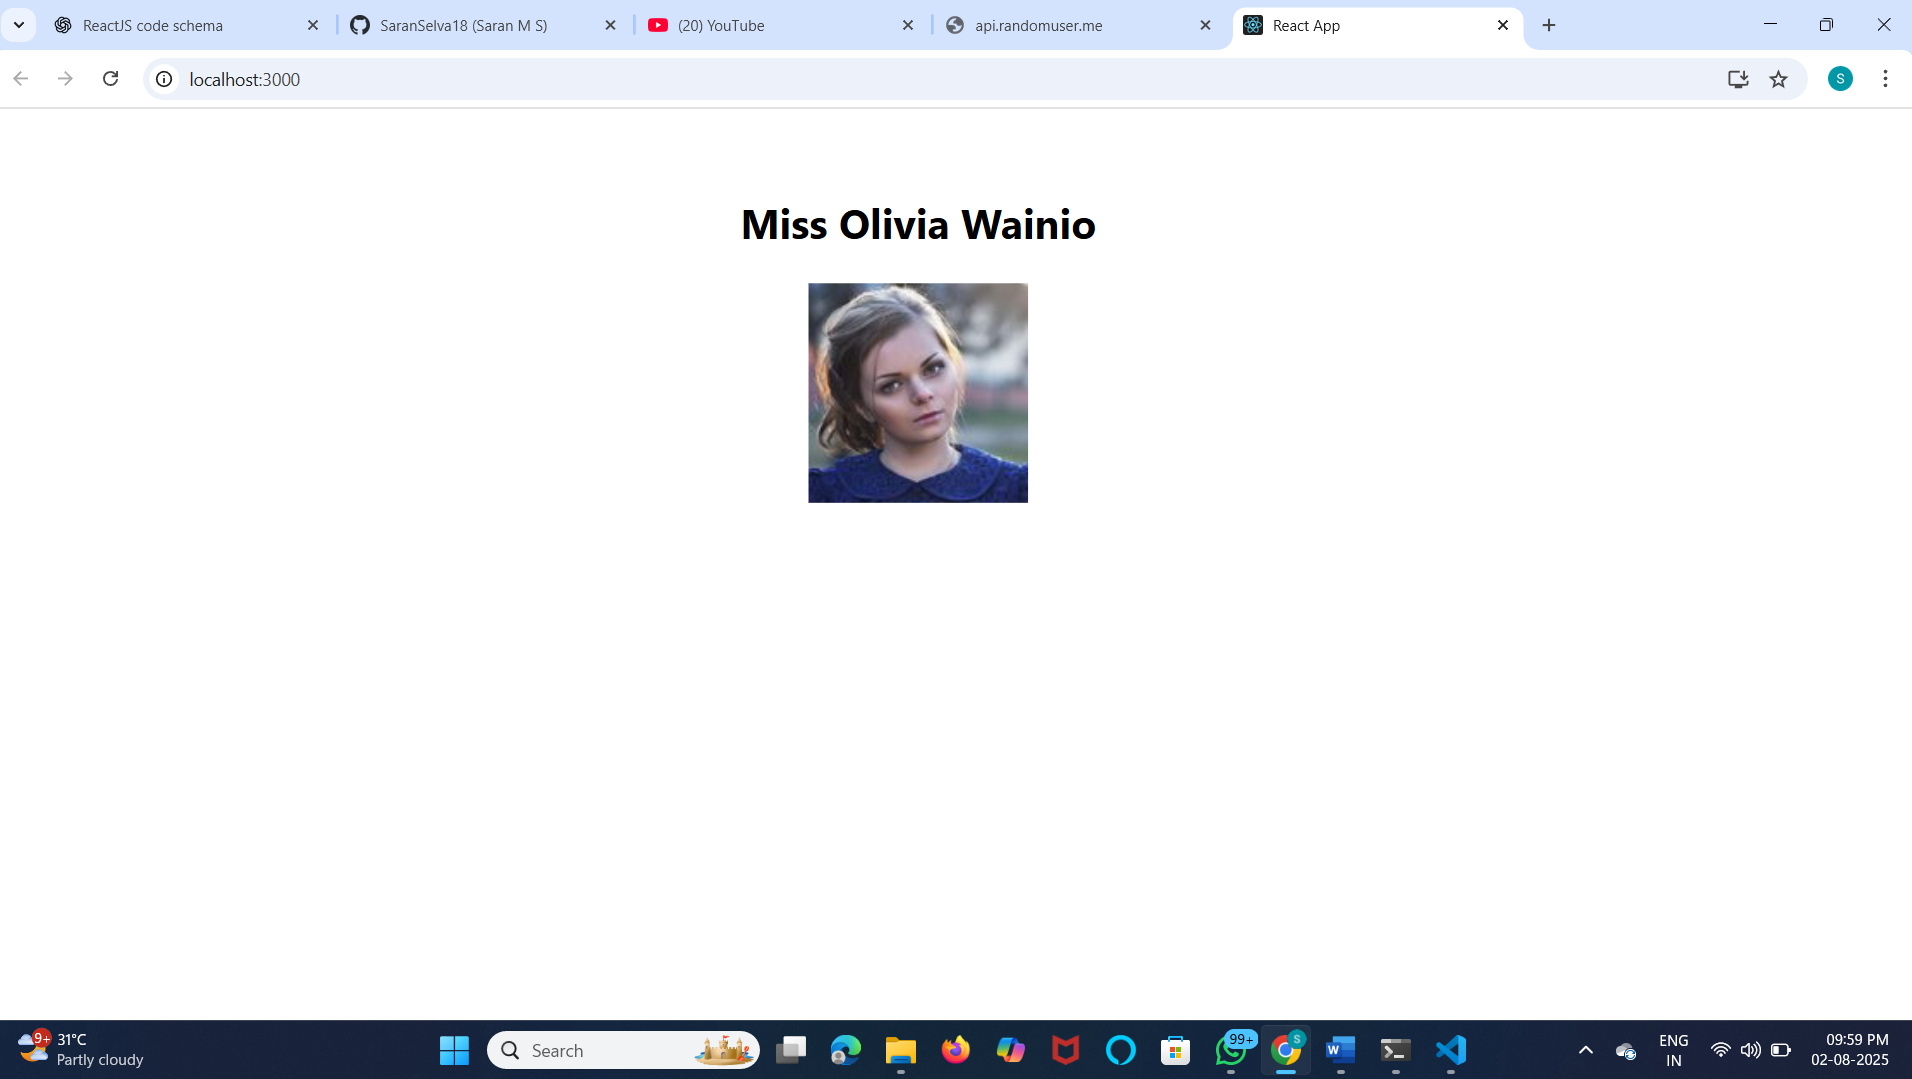 ReactJS code schema
SaranSelva18 (Saran M S)
(20) YouTube
api.randomuser.me
React App
localhost:3000
S
Miss Olivia Wainio
9+
31°C
Partly cloudy
Search
99+
S
W
ENG
IN
09:59 PM
02-08-2025